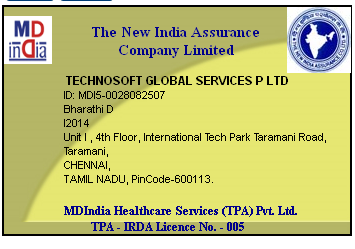 MD
india
The New India Assurance
Company Limited
TECHNOSOFT GLOBAL SERVICES P LTD
ID: MDI5-0028082507
Bharathi D
I2014
Unit I , 4th Floor, International Tech Park Taramani Road,
Taramani,
CHENNAI,
TAMIL NADU, PinCode-600113.
MDIndia Healthcare Services (TPA) Pvt. Ltd.
TPA - IRDA Licence No. - 005